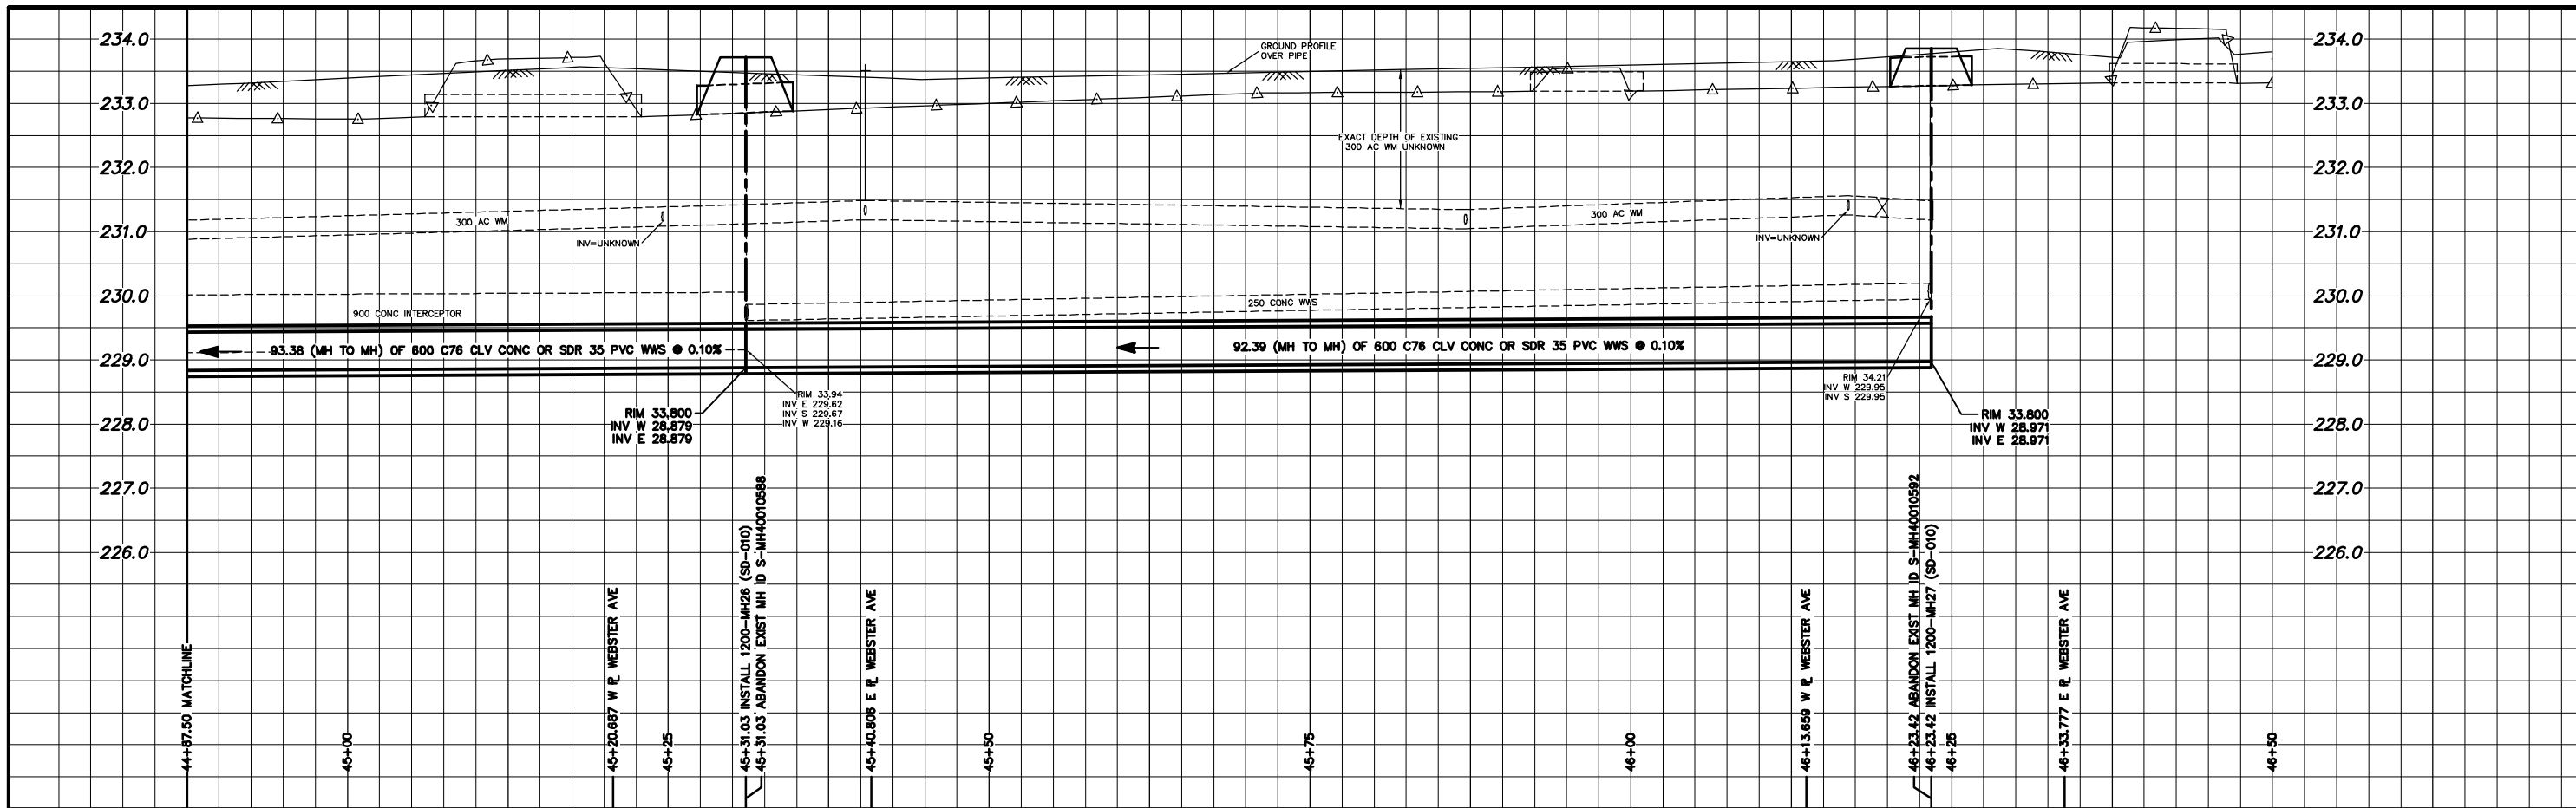 234.0
233.0
232.0
231.0
230.0
229.0
228.0
227.0
226.0
GROUND PROFILE
OVER PIPE
EXACT DEPTH OF EXISTING
300 AC WM UNKNOWN
300 AC WM
INV=UNKNOWN
300 AC WM
INV=UNKNOWN
900 CONC INTERCEPTOR
250 CONC WWS
93.38 (MH TO MH) OF 600 C76 CLV CONC OR SDR 35 PVC WWS @ 0.10%
92.39 (MH TO MH) OF 600 C76 CLV CONC OR SDR 35 PVC WWS @ 0.10%
RIM 33.800
INV W 28.879
INV E 28.879
RIM 33.94
INV E 229.62
INV S 229.67
INV W 229.16
RIM 34.21
INV W 229.95
INV S 229.95
RIM 33.800
INV W 28.971
INV E 28.971
234.0
233.0
232.0
231.0
230.0
229.0
228.0
227.0
226.0
44+87.50 MATCHLINE
45+00
45+20.687 W PL WEBSTER AVE
45+25
45+31.03 INSTALL 1200-MH26 (SD-010)
45+31.03 ABANDON EXIST MH ID S-MH40010588
45+40.806 E PL WEBSTER AVE
45+50
45+75
46+00
46+13.659 W PL WEBSTER AVE
46+23.42 ABANDON EXIST MH ID S-MH40010592
46+23.42 INSTALL 1200-MH27 (SD-010)
46+25
46+33.777 E PL WEBSTER AVE
46+50